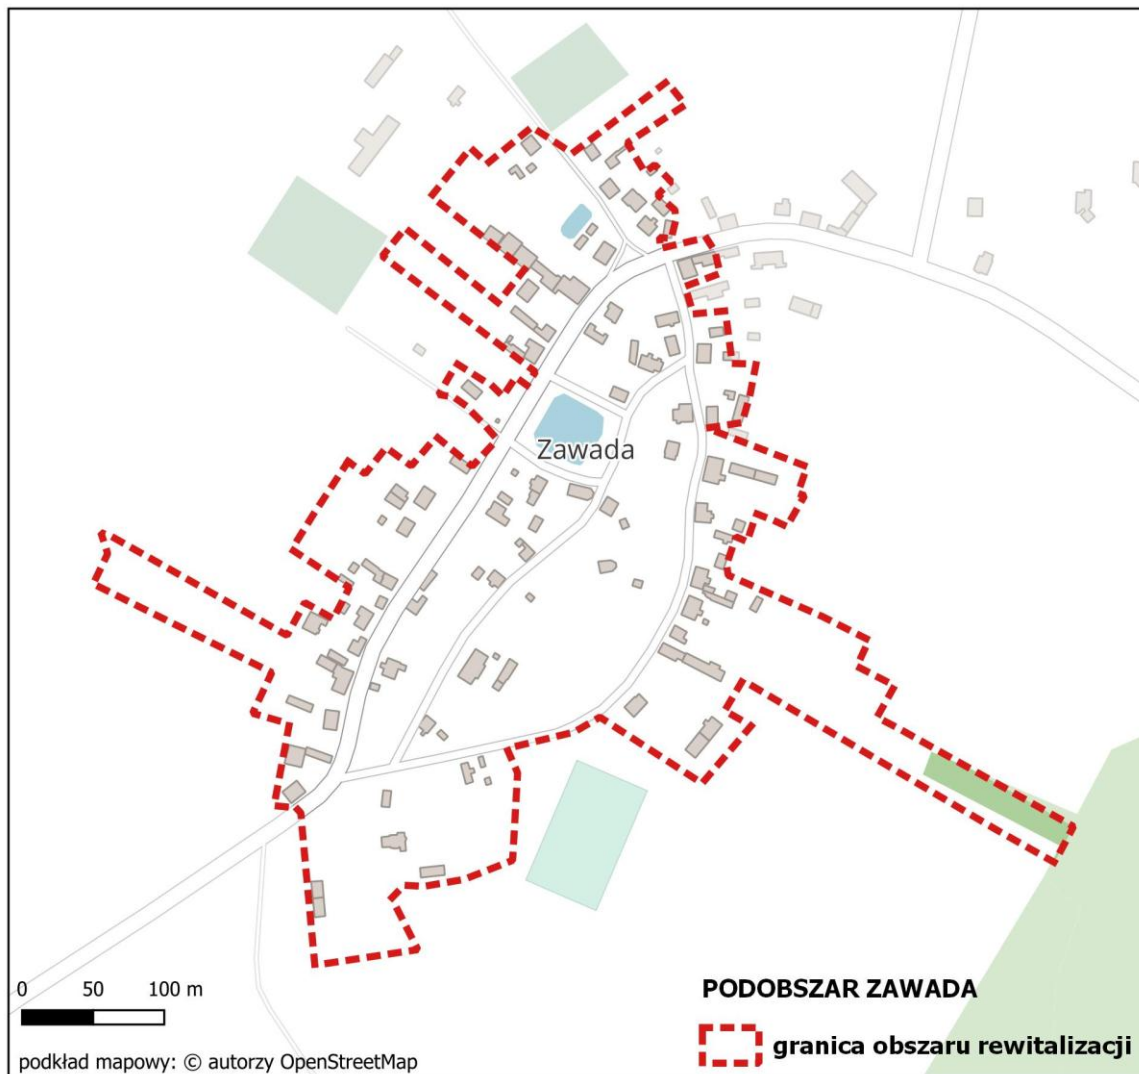 Zawada
0 50 100 m
PODOBSZAR ZAWADA
granica obszaru rewitalizacji
podkład mapowy: © autorzy OpenStreetMap